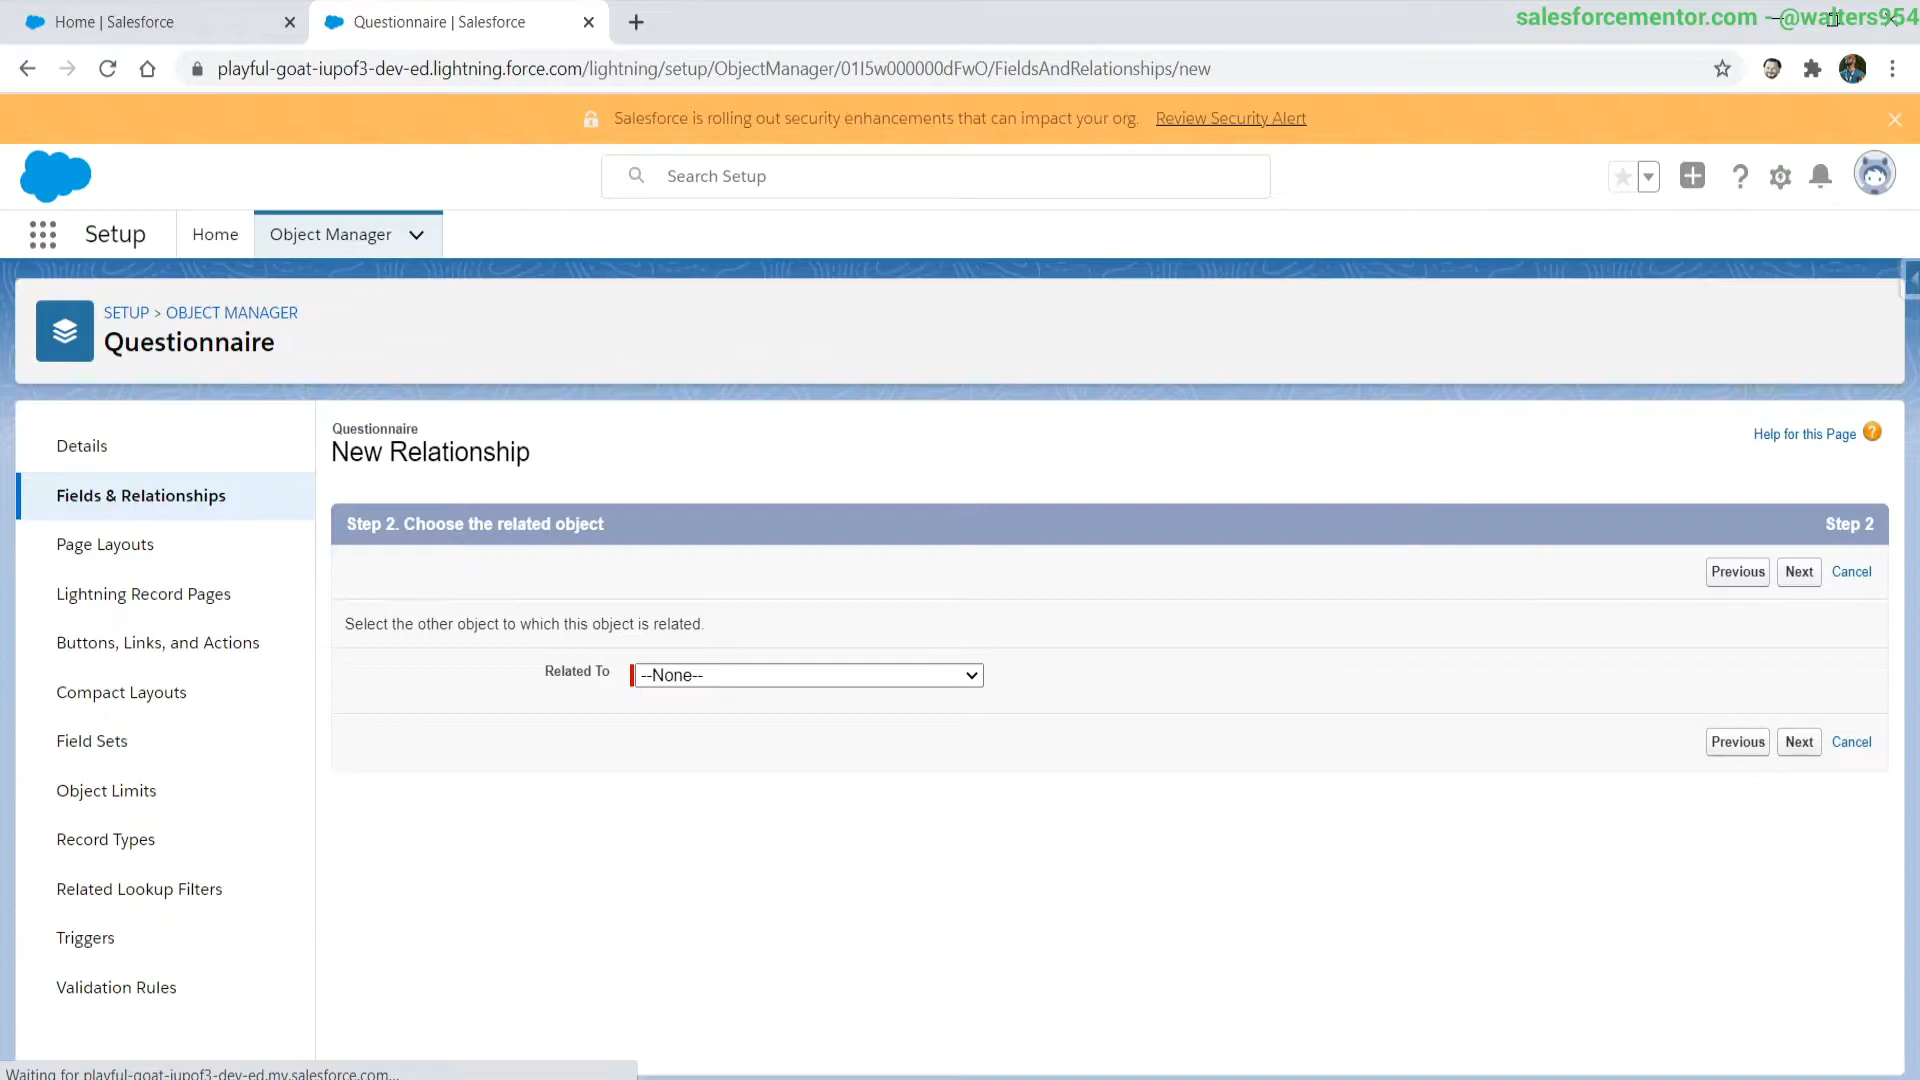 Home | Salesforce
Questionnaire | Salesforce
salesforcementor.com - @walters954
playful-goat-iupof3-dev-ed.lightning.force.com/lightning/setup/ObjectManager/01I5w000000dFwO/FieldsAndRelationships/new
Salesforce is rolling out security enhancements that can impact your org. Review Security Alert
Search Setup
Setup
Home
Object Manager
SETUP > OBJECT MANAGER
Questionnaire
Details
Fields & Relationships
Page Layouts
Lightning Record Pages
Buttons, Links, and Actions
Compact Layouts
Field Sets
Object Limits
Record Types
Related Lookup Filters
Triggers
Validation Rules
Questionnaire
New Relationship
Help for this Page ?
Step 2. Choose the related object
Step 2
Previous Next Cancel
Select the other object to which this object is related.
Related To --None--
Previous Next Cancel
Waiting for playful-goat-iupof3-dev-ed.my.salesforce.com...